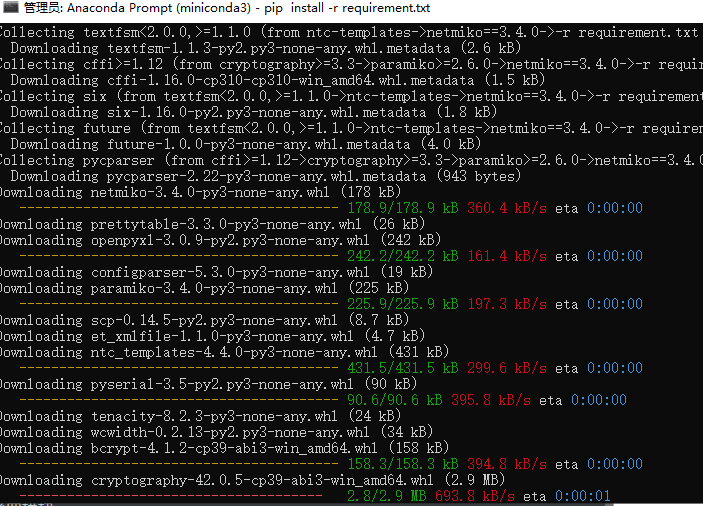 管理员: Anaconda Prompt (miniconda3) - pip install -r requirement.txt
Collecting textfsm<2.0.0,>=1.1.0 (from ntc-templates->netmiko==3.4.0->-r requirement.txt
Downloading textfsm-1.1.3-py2.py3-none-any.whl.metadata (2.6 kB)
Collecting cffi>=1.12 (from cryptography>=3.3->paramiko>=2.6.0->netmiko==3.4.0->-r requir
Downloading cffi-1.16.0-cp310-cp310-win_amd64.whl.metadata (1.5 kB)
Collecting six (from textfsm<2.0.0,>=1.1.0->ntc-templates->netmiko==3.4.0->-r requirement
Downloading six-1.16.0-py2.py3-none-any.whl.metadata (1.8 kB)
Collecting future (from textfsm<2.0.0,>=1.1.0->ntc-templates->netmiko==3.4.0->-r requirem
Downloading future-1.0.0-py3-none-any.whl.metadata (4.0 kB)
Collecting pycparser (from cffi>=1.12->cryptography>=3.3->paramiko>=2.6.0->netmiko==3.4.0
Downloading pycparser-2.22-py3-none-any.whl.metadata (943 bytes)
Downloading netmiko-3.4.0-py3-none-any.whl (178 kB)
---------------------------------------- 178.9/178.9 kB 360.4 kB/s eta 0:00:00
Downloading prettytable-3.3.0-py3-none-any.whl (26 kB)
Downloading openpyxl-3.0.9-py2.py3-none-any.whl (242 kB)
---------------------------------------- 242.2/242.2 kB 161.4 kB/s eta 0:00:00
Downloading configparser-5.3.0-py3-none-any.whl (19 kB)
Downloading paramiko-3.4.0-py3-none-any.whl (225 kB)
---------------------------------------- 225.9/225.9 kB 197.3 kB/s eta 0:00:00
Downloading scp-0.14.5-py2.py3-none-any.whl (8.7 kB)
Downloading et_xmlfile-1.1.0-py3-none-any.whl (4.7 kB)
Downloading ntc_templates-4.4.0-py3-none-any.whl (431 kB)
---------------------------------------- 431.5/431.5 kB 299.6 kB/s eta 0:00:00
Downloading pyserial-3.5-py2.py3-none-any.whl (90 kB)
---------------------------------------- 90.6/90.6 kB 395.8 kB/s eta 0:00:00
Downloading tenacity-8.2.3-py3-none-any.whl (24 kB)
Downloading wcwidth-0.2.13-py2.py3-none-any.whl (34 kB)
Downloading bcrypt-4.1.2-cp39-abi3-win_amd64.whl (158 kB)
---------------------------------------- 158.3/158.3 kB 394.8 kB/s eta 0:00:00
Downloading cryptography-42.0.5-cp39-abi3-win_amd64.whl (2.9 MB)
-------------------------------------- 2.8/2.9 MB 693.8 kB/s eta 0:00:01